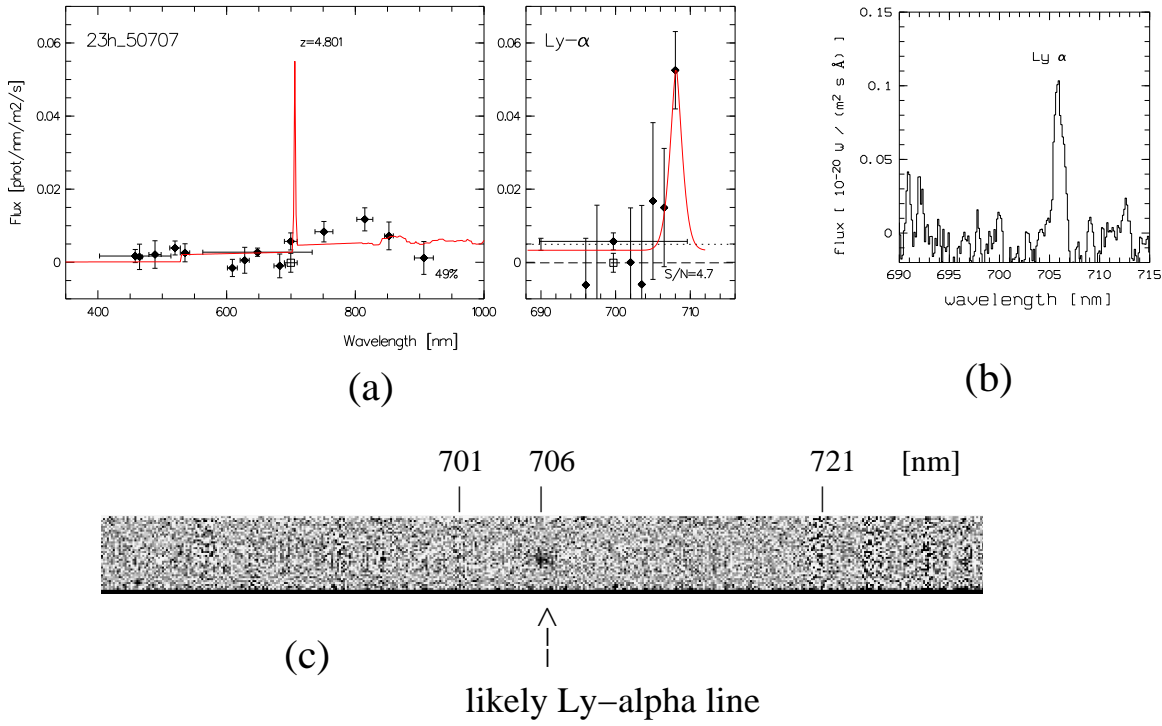 23h_50707
z=4.801
49%
Flux [phot/nm/m2/s]
0.06
0.04
0.02
0
400
600
800
1000
Wavelength [nm]
Ly-α
S/N=4.7
0.06
0.04
0.02
0
690
700
710
(a)
0.15
0.1
0.05
0
flux [ 10⁻²⁰ W / (m² s Å) ]
Ly α
690
695
700
705
710
715
wavelength [nm]
(b)
701
706
721
[nm]
(c)
likely Ly−alpha line